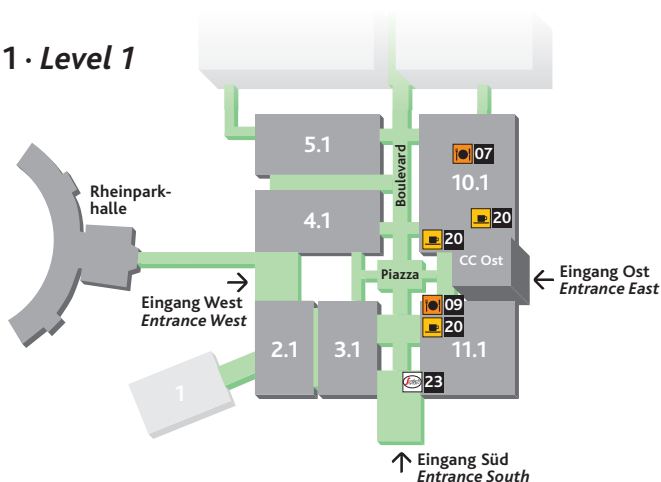 1 · Level 1
5.1
Boulevard
07
10.1
Rheinpark-
halle
4.1
20
20
CC Ost
Piazza
Eingang Ost
Entrance East
Eingang West
Entrance West
09
20
2.1
3.1
11.1
23
1
Eingang Süd
Entrance South